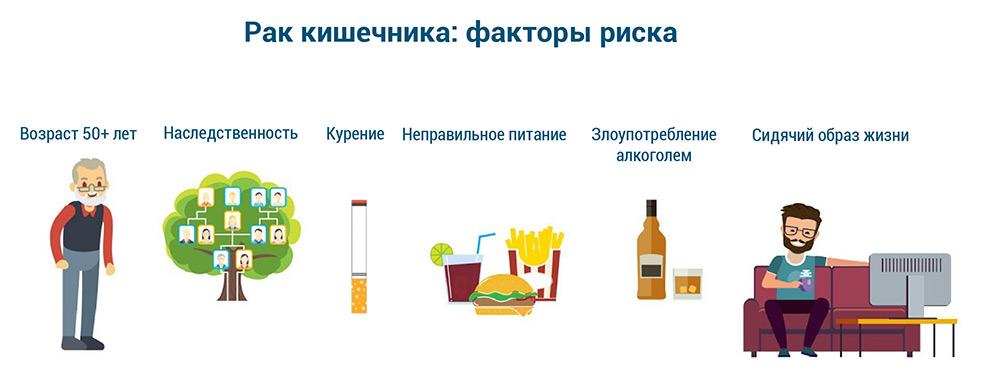 Рак кишечника: факторы риска
Возраст 50+ лет
Наследственность
Курение
Неправильное питание
Злоупотребление
алкоголем
Сидячий образ жизни